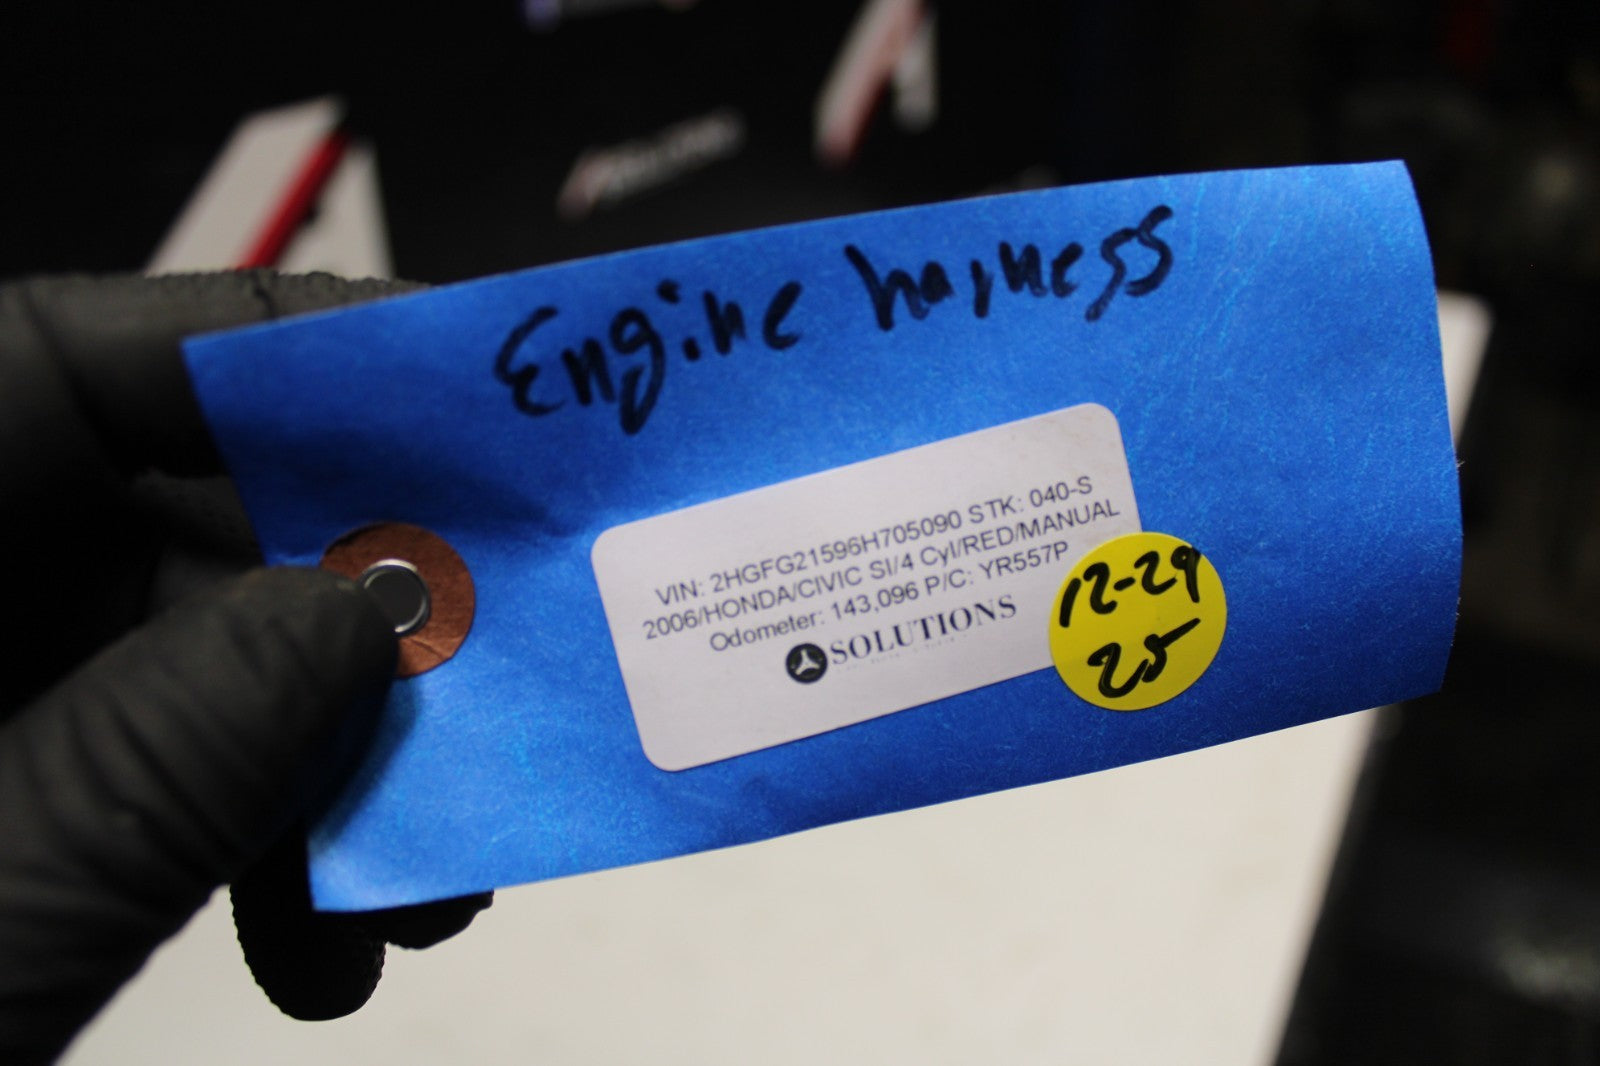 Engine harness
VIN: 2HGFG21596H705090 STK: 040-S
2006/HONDA/CIVIC SI/4 Cyl/RED/MANUAL
Odometer: 143,096 P/C: YR557P
SOLUTIONS
12-29
25